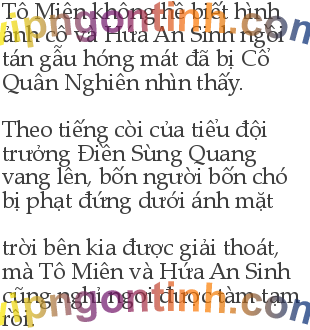 Tô Miên không hề biết hình
ảnh cô và Hứa An Sinh ngồi
tán gẫu hóng mát đã bị Cổ
Quân Nghiên nhìn thấy.
Theo tiếng còi của tiểu đội
trưởng Điền Sùng Quang
vang lên, bốn người bốn chó
bị phạt đứng dưới ánh mặt
trời bên kia được giải thoát,
mà Tô Miên và Hứa An Sinh
cũng nghỉ ngơi được tàm tạm
rồi.